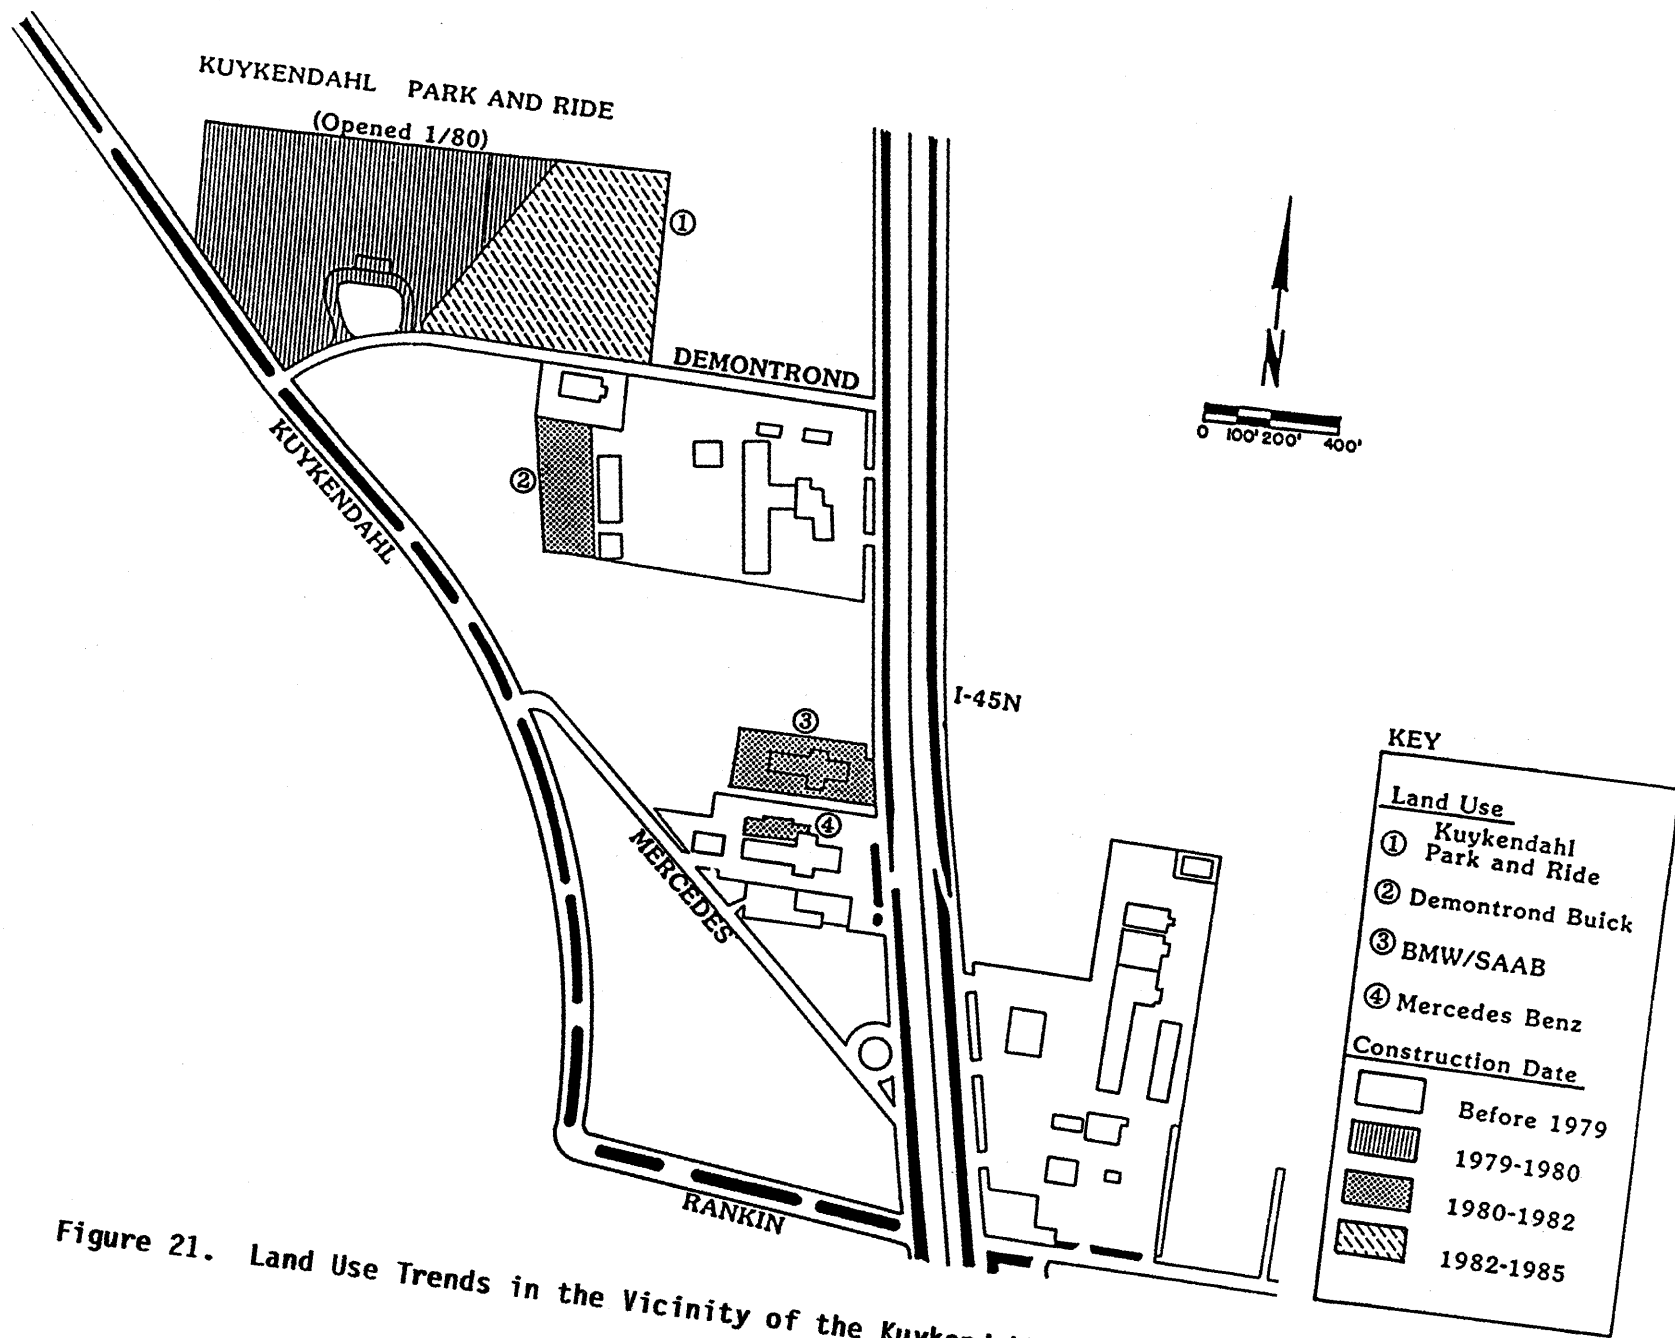 KUYKENDAHL PARK AND RIDE
(Opened 1/80)
①
DEMONTROND
KUYKENDAHL
②
N
0 100' 200' 400'
I-45N
③
④
MERCEDES
RANKIN
KEY
Land Use
① Kuykendahl
Park and Ride
② Demontrond Buick
③ BMW/SAAB
④ Mercedes Benz
Construction Date
Before 1979
1979-1980
1980-1982
1982-1985
Figure 21. Land Use Trends in the Vicinity of the